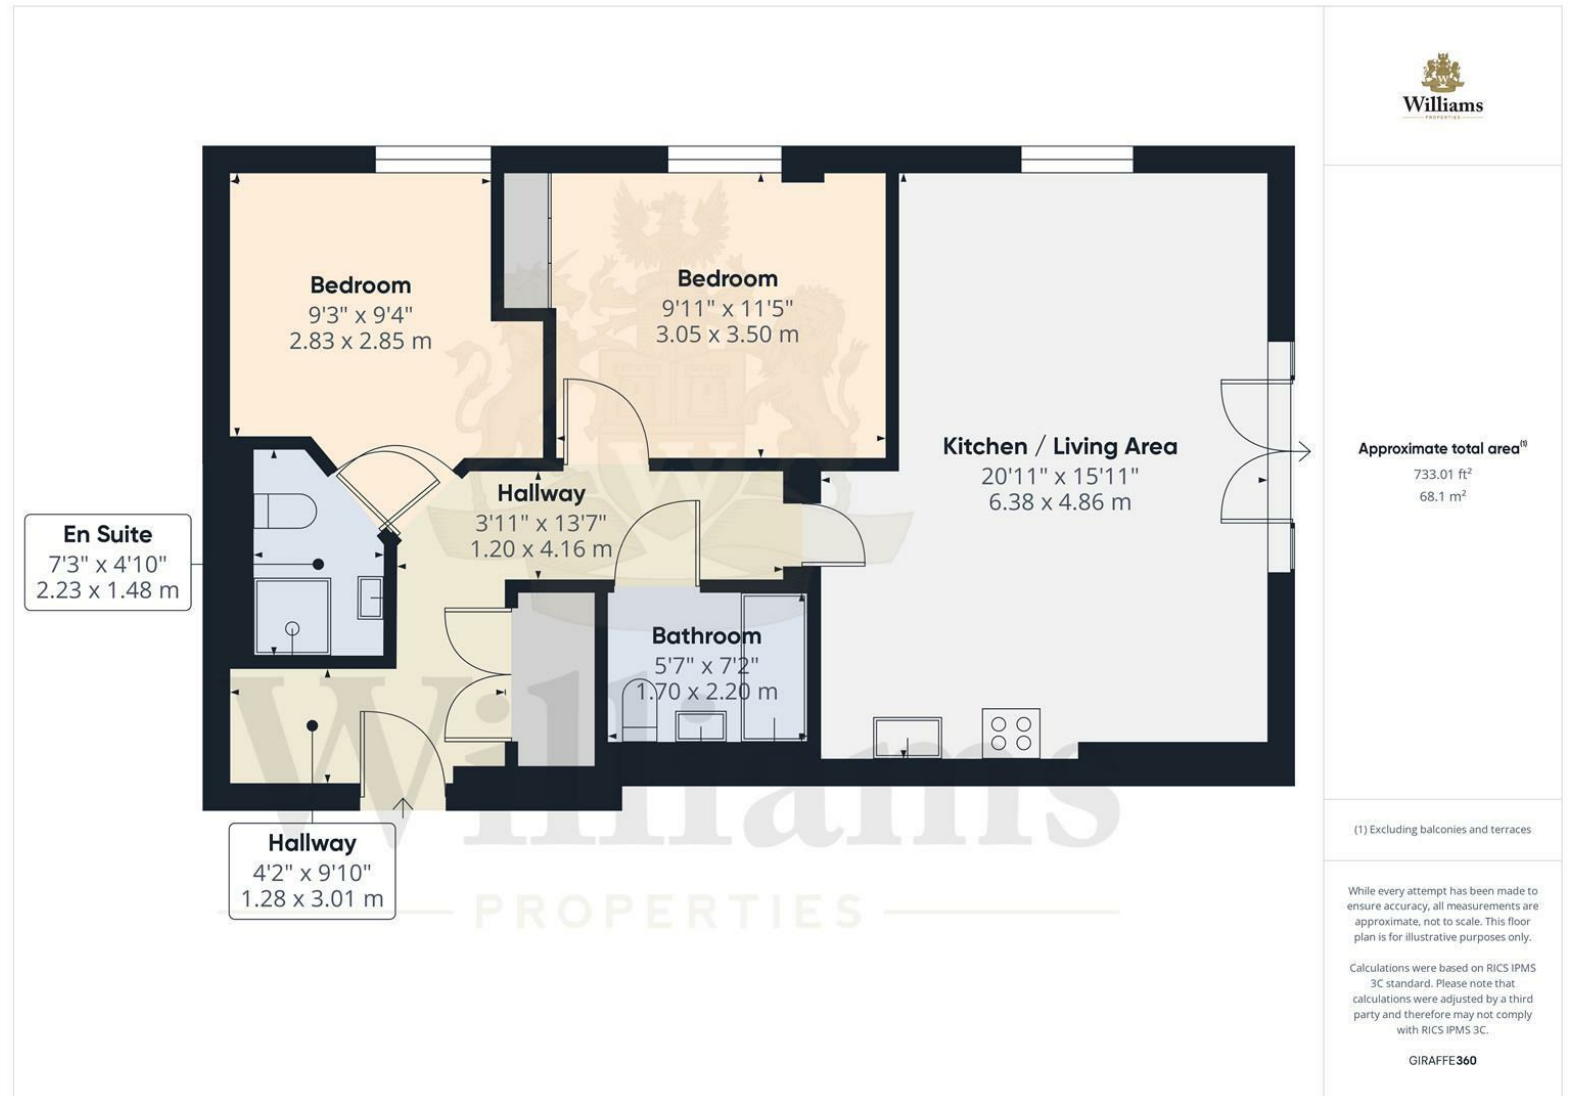 Bedroom
9'3" x 9'4"
2.83 x 2.85 m
Bedroom
9'11" x 11'5"
3.05 x 3.50 m
Kitchen / Living Area
20'11" x 15'11"
6.38 x 4.86 m
Hallway
3'11" x 13'7"
1.20 x 4.16 m
En Suite
7'3" x 4'10"
2.23 x 1.48 m
Bathroom
5'7" x 7'2"
1.70 x 2.20 m
Hallway
4'2" x 9'10"
1.28 x 3.01 m
W
Williams
PROPERTIES
W
Williams
PROPERTIES
Approximate total area(1)
733.01 ft²
68.1 m²
(1) Excluding balconies and terraces
While every attempt has been made to
ensure accuracy, all measurements are
approximate, not to scale. This floor
plan is for illustrative purposes only.
Calculations were based on RICS IPMS
3C standard. Please note that
calculations were adjusted by a third
party and therefore may not comply
with RICS IPMS 3C.
GIRAFFE360